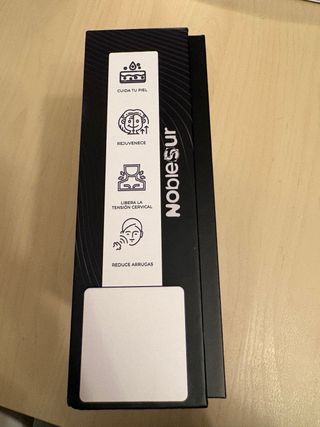 CUIDA TU PIEL
REJUVENECE
LIBERA LA
TENSIÓN CERVICAL
REDUCE ARRUGAS
NobleSur